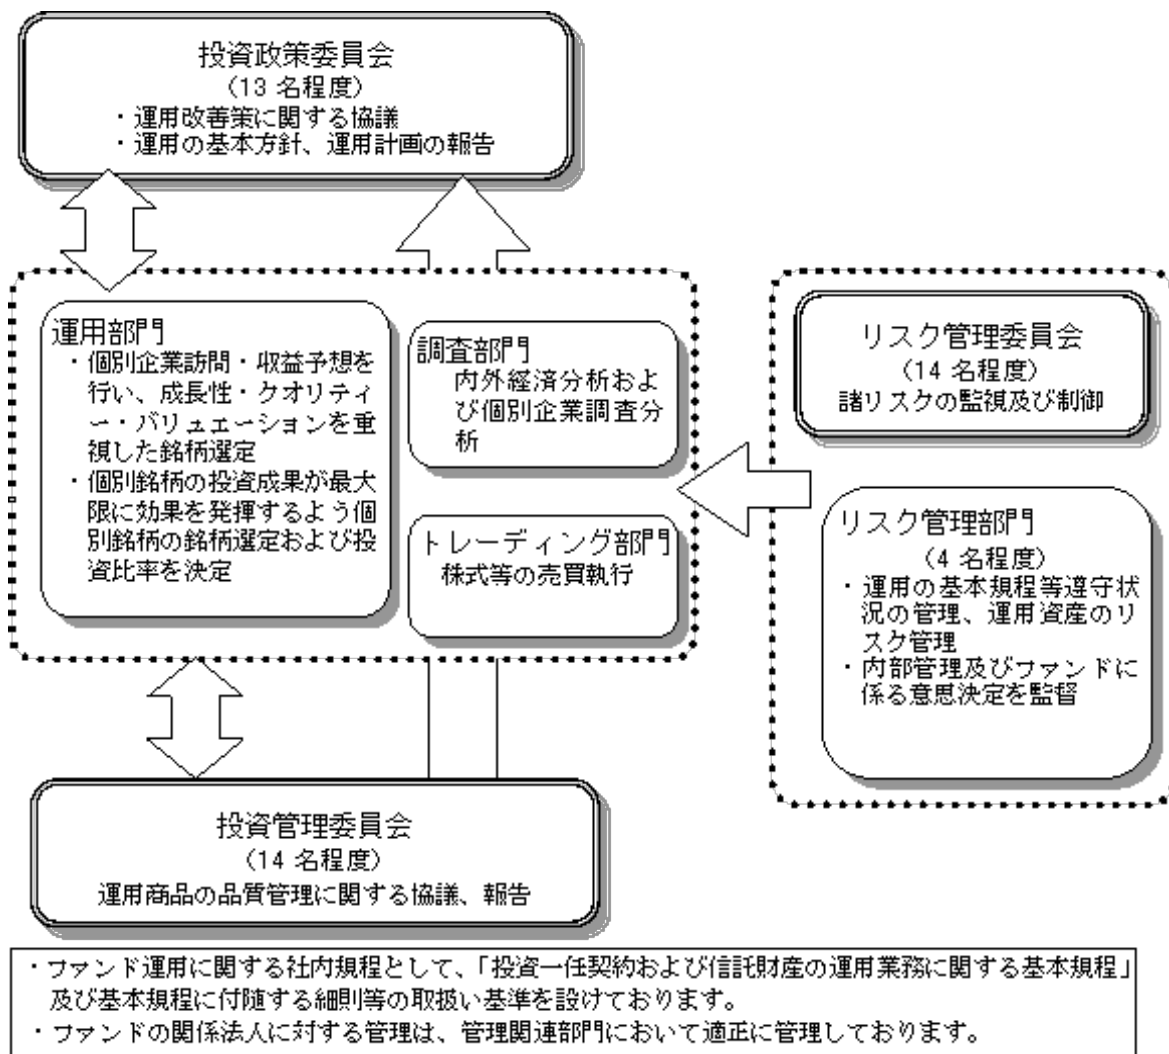 投資政策委員会
(13 名程度)
・運用改善策に関する協議
・運用の基本方針、運用計画の報告
運用部門
・個別企業訪問・収益予想を
行い、成長性・クオリティ
ー・バリュエーションを重
視した銘柄選定
・個別銘柄の投資成果が最大
限に効果を発揮するよう個
別銘柄の銘柄選定および投
資比率を決定
調査部門
内外経済分析およ
び個別企業調査分
析
トレーディング部門
株式等の売買執行
リスク管理委員会
(14 名程度)
諸リスクの監視及び制御
リスク管理部門
(4 名程度)
・運用の基本規程等遵守状
況の管理、運用資産のリ
スク管理
・内部管理及びファンドに
係る意思決定を監督
投資管理委員会
(14 名程度)
運用商品の品質管理に関する協議、報告
・ファンド運用に関する社内規程として、「投資一任契約および信託財産の運用業務に関する基本規程」
及び基本規程に付随する細則等の取扱い基準を設けております。
・ファンドの関係法人に対する管理は、管理関連部門において適正に管理しております。